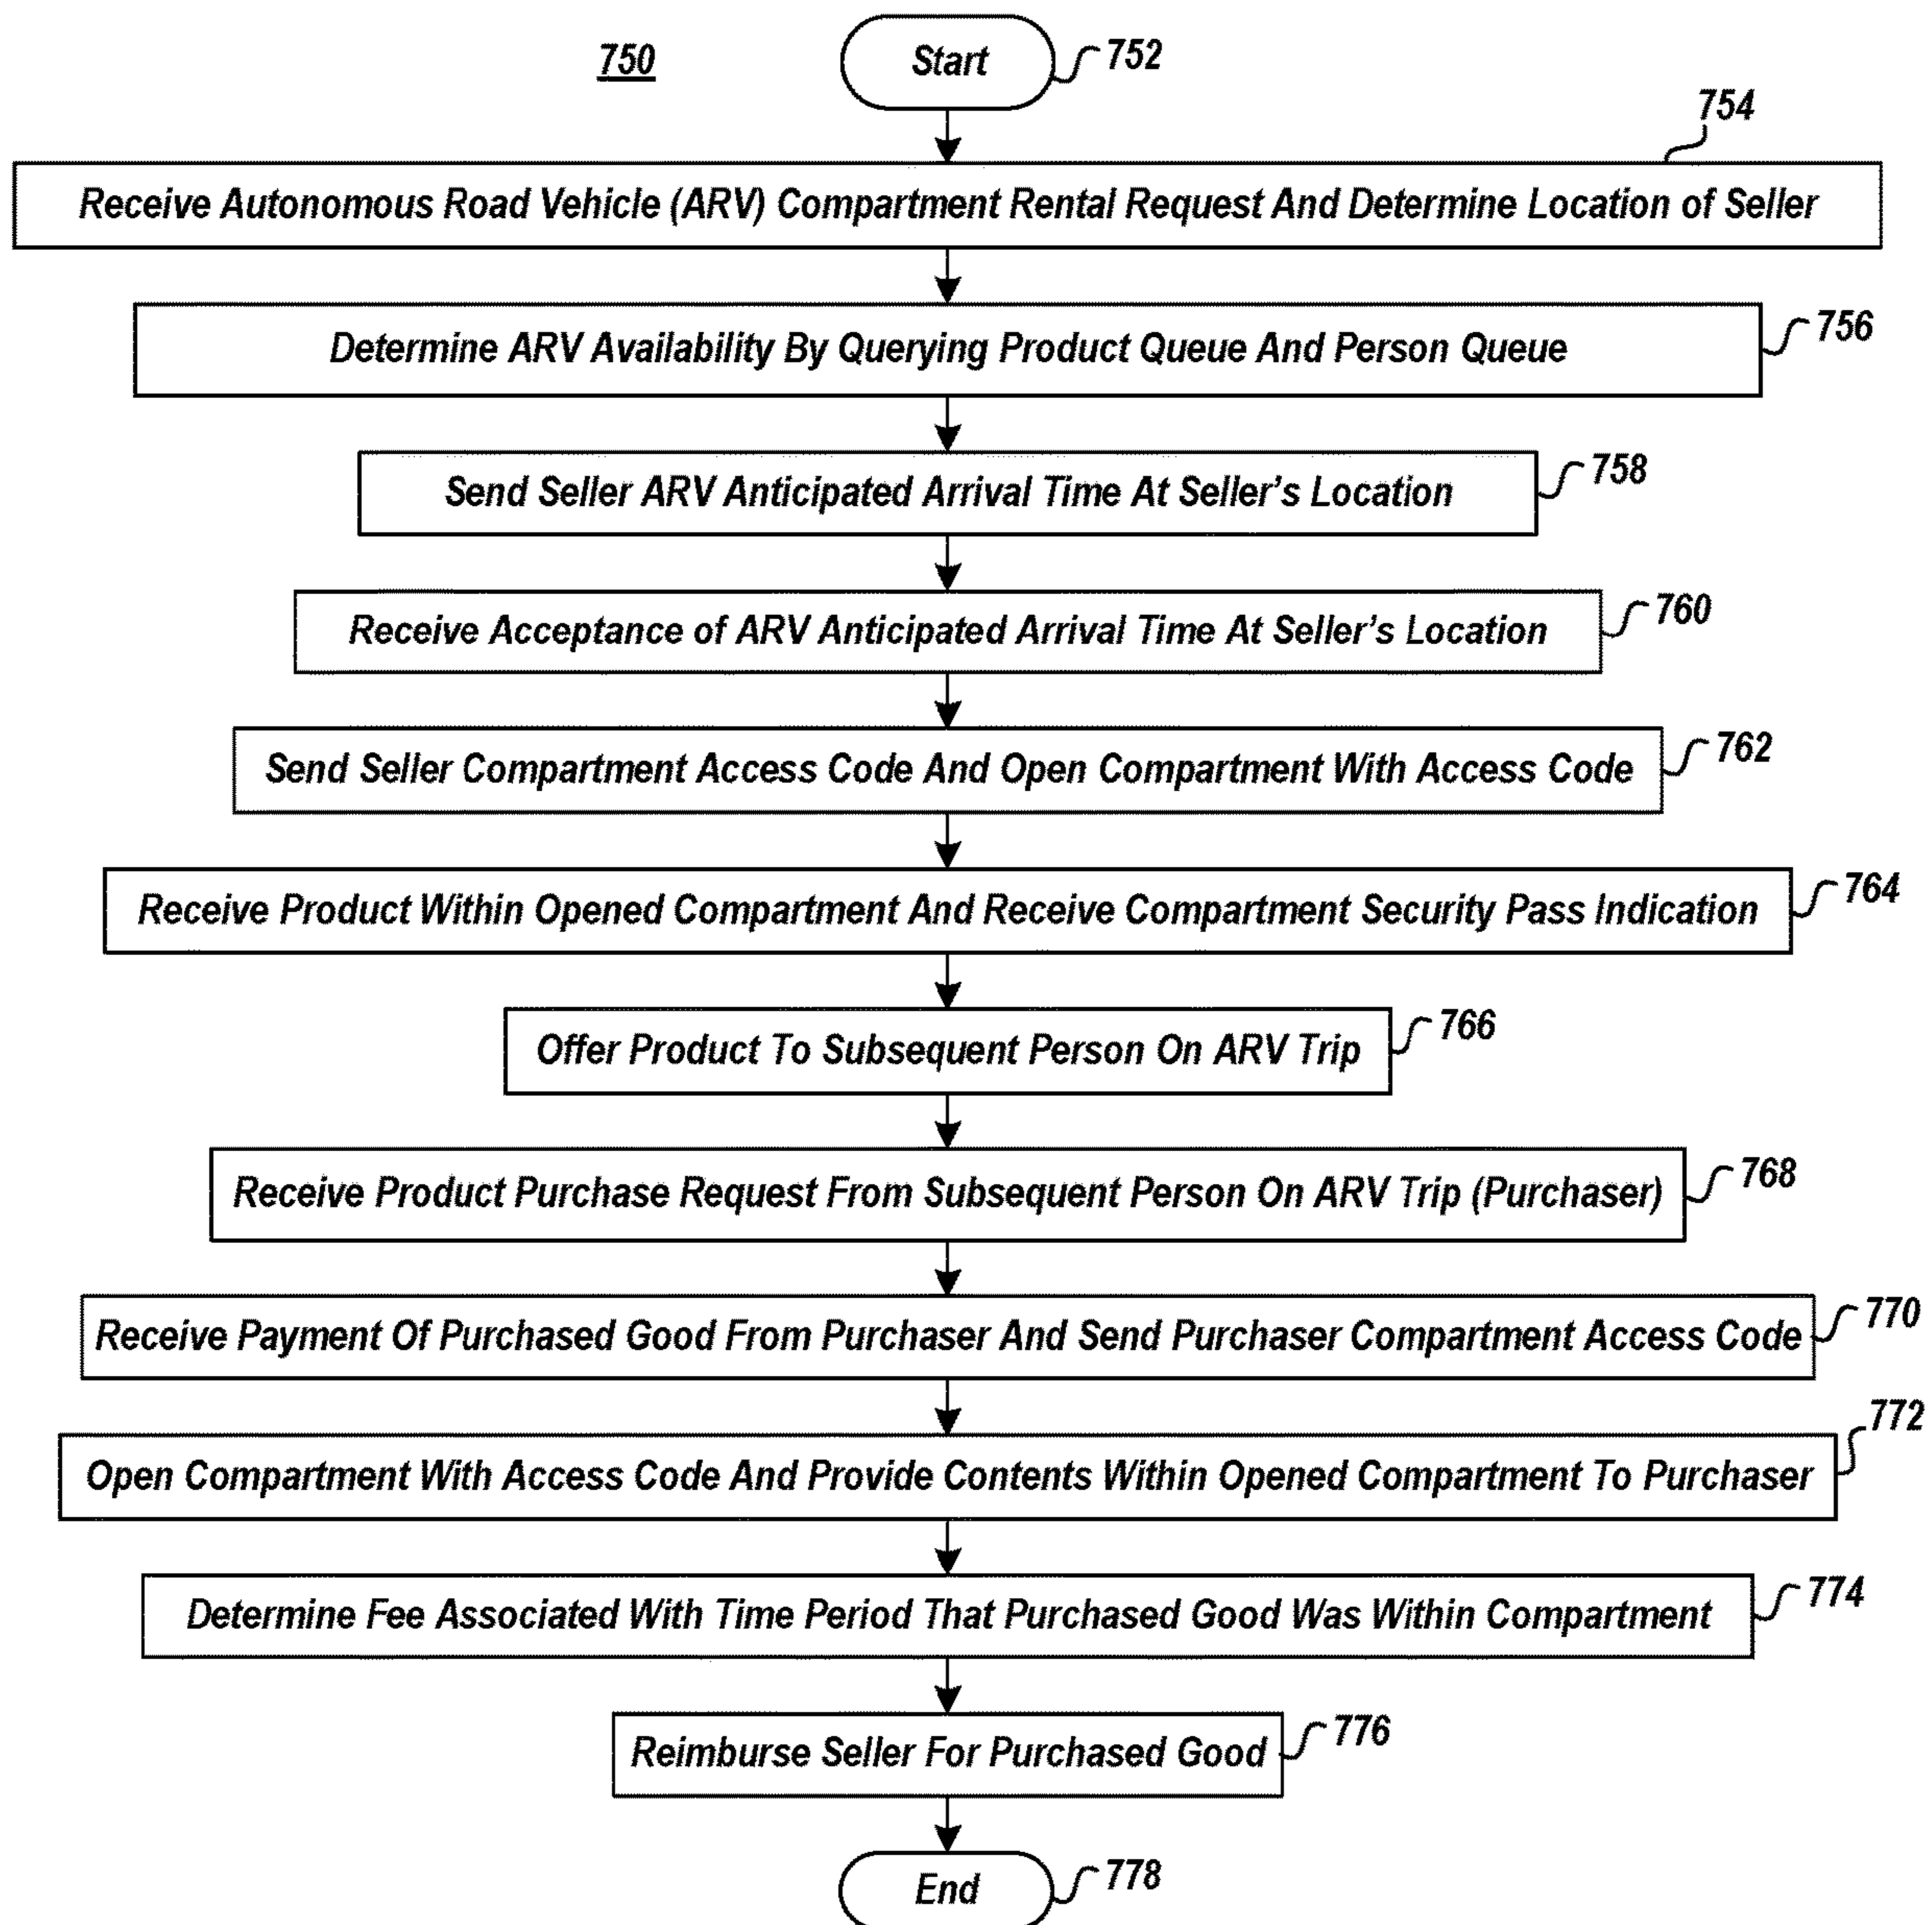 750
Start
752
754
Receive Autonomous Road Vehicle (ARV) Compartment Rental Request And Determine Location of Seller
Determine ARV Availability By Querying Product Queue And Person Queue
756
Send Seller ARV Anticipated Arrival Time At Seller's Location
758
Receive Acceptance of ARV Anticipated Arrival Time At Seller's Location
760
Send Seller Compartment Access Code And Open Compartment With Access Code
762
Receive Product Within Opened Compartment And Receive Compartment Security Pass Indication
764
Offer Product To Subsequent Person On ARV Trip
766
Receive Product Purchase Request From Subsequent Person On ARV Trip (Purchaser)
768
Receive Payment Of Purchased Good From Purchaser And Send Purchaser Compartment Access Code
770
Open Compartment With Access Code And Provide Contents Within Opened Compartment To Purchaser
772
Determine Fee Associated With Time Period That Purchased Good Was Within Compartment
774
Reimburse Seller For Purchased Good
776
End
778